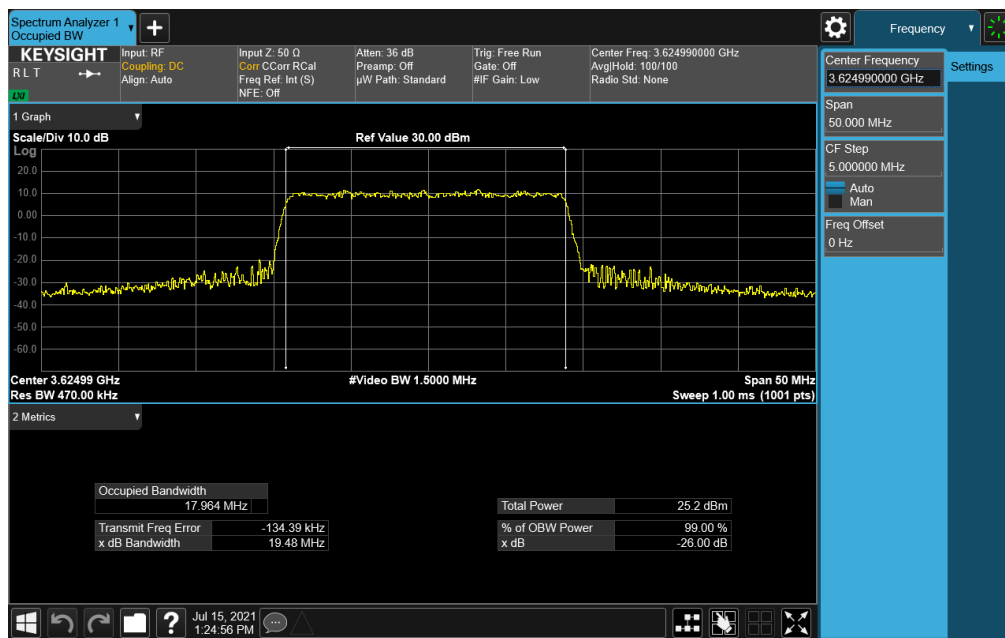 Spectrum Analyzer 1
Occupied BW
Frequency
KEYSIGHT
RLT
LXI
Input: RF
Coupling: DC
Align: Auto
Input Z: 50 Ω
Corr CCorr RCal
Freq Ref: Int (S)
NFE: Off
Atten: 36 dB
Preamp: Off
µW Path: Standard
Trig: Free Run
Gate: Off
#IF Gain: Low
Center Freq: 3.624990000 GHz
Avg|Hold: 100/100
Radio Std: None
Center Frequency
3.624990000 GHz
Settings
Span
50.000 MHz
CF Step
5.000000 MHz
Auto
Man
Freq Offset
0 Hz
1 Graph
Scale/Div 10.0 dB
Ref Value 30.00 dBm
Log
20.0
10.0
0.00
-10.0
-20.0
-30.0
-40.0
-50.0
-60.0
Center 3.62499 GHz
#Video BW 1.5000 MHz
Span 50 MHz
Res BW 470.00 kHz
Sweep 1.00 ms (1001 pts)
2 Metrics
Occupied Bandwidth
17.964 MHz
Total Power 25.2 dBm
Transmit Freq Error -134.39 kHz
% of OBW Power 99.00 %
x dB Bandwidth 19.48 MHz
x dB -26.00 dB
Jul 15, 2021
1:24:56 PM